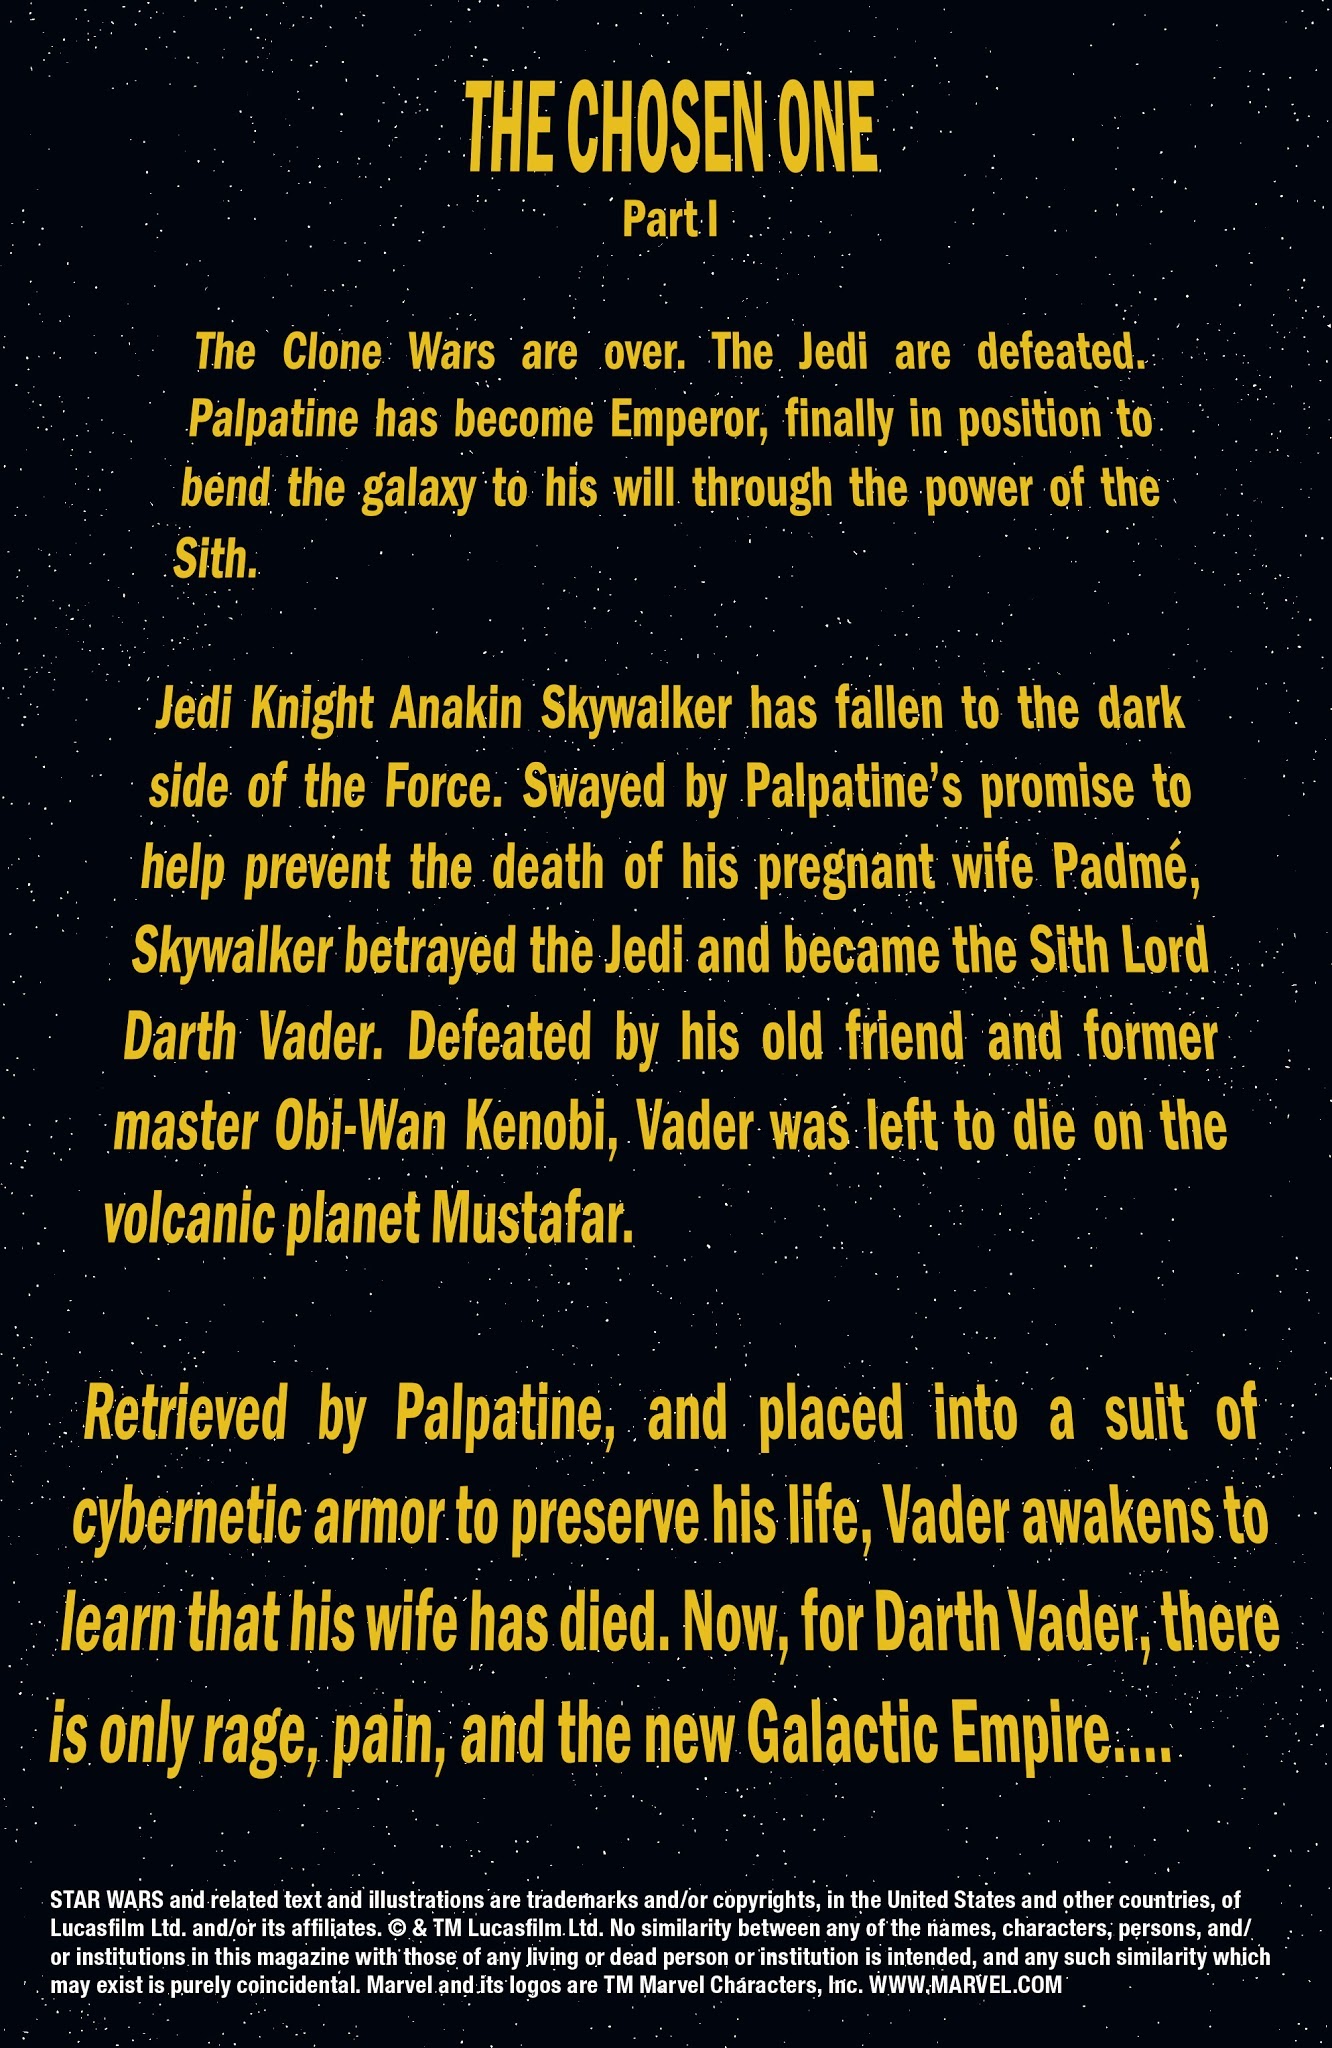 THE CHOSEN ONE
Part I
The Clone Wars are over. The Jedi are defeated.
Palpatine has become Emperor, finally in position to
bend the galaxy to his will through the power of the
Sith.
Jedi Knight Anakin Skywalker has fallen to the dark
side of the Force. Swayed by Palpatine’s promise to
help prevent the death of his pregnant wife Padmé,
Skywalker betrayed the Jedi and became the Sith Lord
Darth Vader. Defeated by his old friend and former
master Obi-Wan Kenobi, Vader was left to die on the
volcanic planet Mustafar.
Retrieved by Palpatine, and placed into a suit of
cybernetic armor to preserve his life, Vader awakens to
learn that his wife has died. Now, for Darth Vader, there
is only rage, pain, and the new Galactic Empire....
STAR WARS and related text and illustrations are trademarks and/or copyrights, in the United States and other countries, of
Lucasfilm Ltd. and/or its affiliates. © & TM Lucasfilm Ltd. No similarity between any of the names, characters, persons, and/
or institutions in this magazine with those of any living or dead person or institution is intended, and any such similarity which
may exist is purely coincidental. Marvel and its logos are TM Marvel Characters, Inc. WWW.MARVEL.COM